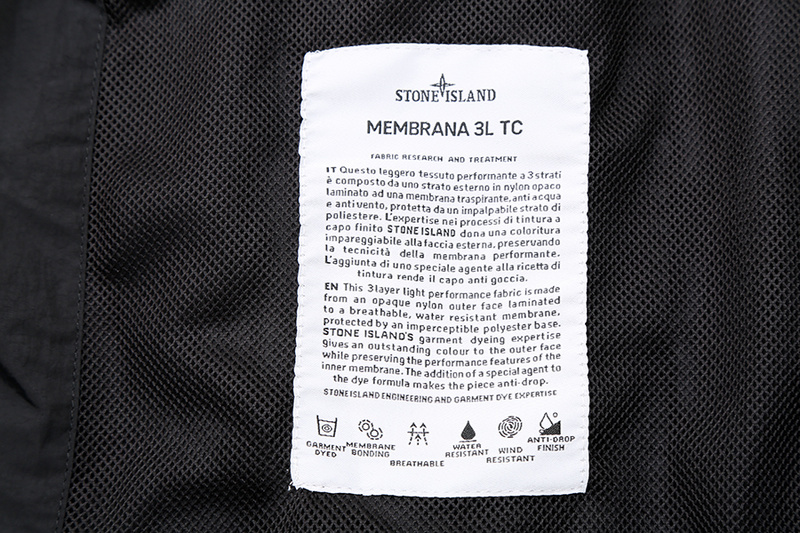 STONE ISLAND
MEMBRANA 3L TC
FABRIC RESEARCH AND TREATMENT
IT Questo leggero tessuto performante a 3 strati
è composto da uno strato esterno in nylon opaco
laminato ad una membrana traspirante, anti acqua
e anti vento, protetta da un impalpabile strato di
poliestere. L'expertise nei processi di tintura a
capo finito STONE ISLAND dona una coloritura
impareggiabile alla faccia esterna, preservando
la tecnicità della membrana performante.
L'aggiunta di uno speciale agente alla ricetta di
tintura rende il capo anti goccia.
EN This 3 layer light performance fabric is made
from an opaque nylon outer face laminated
to a breathable, water resistant membrane,
protected by an imperceptible polyester base.
STONE ISLAND'S garment dyeing expertise
gives an outstanding colour to the outer face
while preserving the performance features of the
inner membrane. The addition of a special agent to
the dye formula makes the piece anti-drop.
STONE ISLAND ENGINEERING AND GARMENT DYE EXPERTISE
GARMENT DYED
MEMBRANE BONDING
BREATHABLE
WATER RESISTANT
WIND RESISTANT
ANTI-DROP FINISH